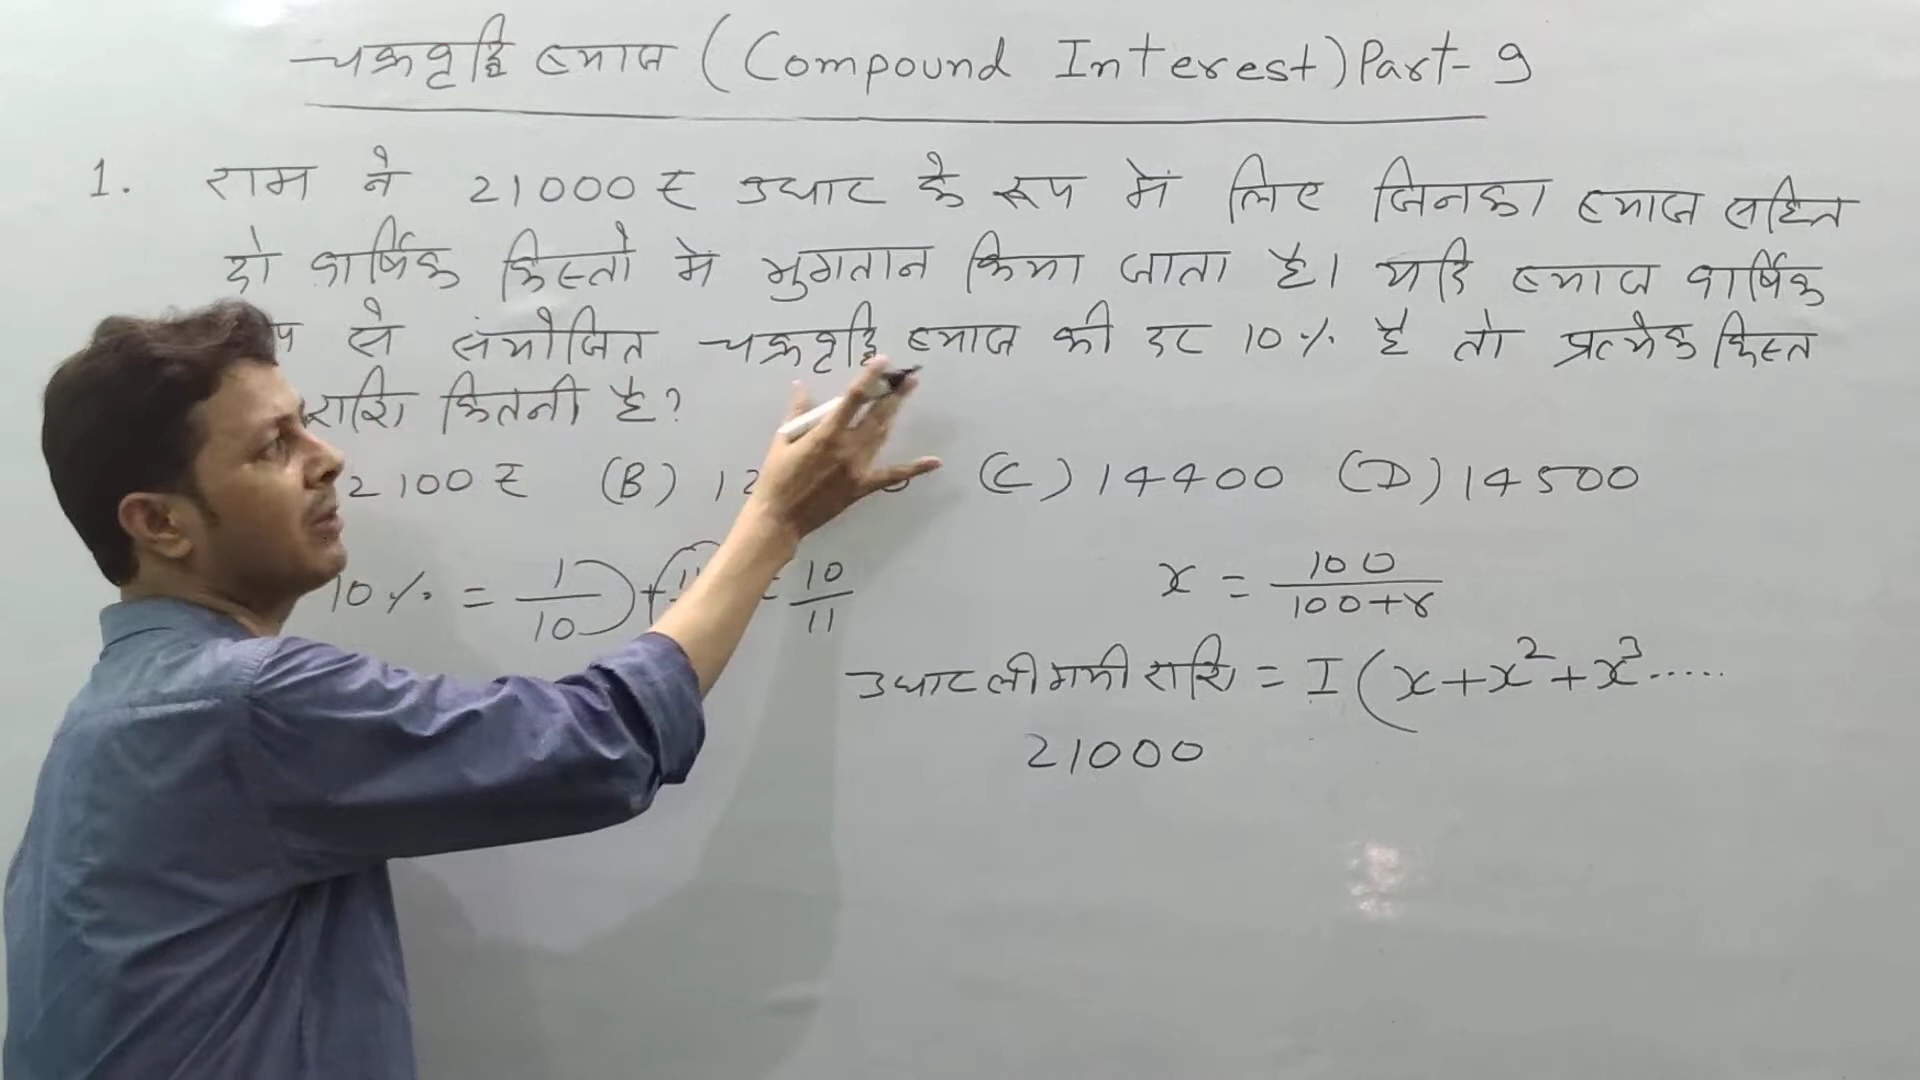 चक्रवृद्धि ब्याज (Compound Interest) Part-9
1. राम ने 21000 ₹ उधार के रूप में लिए जिनका ब्याज सहित
दो वार्षिक किस्तो में भुगतान किया जाता है। यदि ब्याज वार्षिक
से संयोजित चक्रवृद्धि ब्याज की दर 10% है तो प्रत्येक किस्त
राशि कितनी है?
2100 ₹ (B) (C) 14400 (D) 14500
10% = 1/10 + 10/11
x = 100/100+r
उधार ली गयी राशि = I (x+x²+x³.....
21000